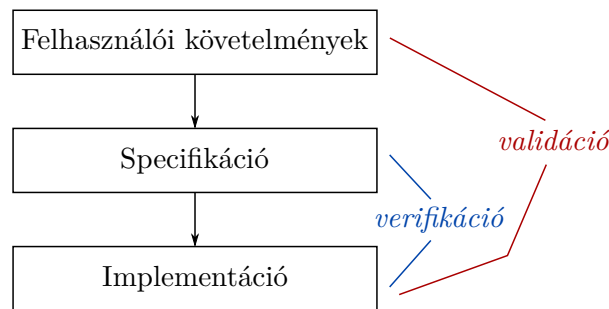 Felhasználói követelmények
validáció
Specifikáció
verifikáció
Implementáció